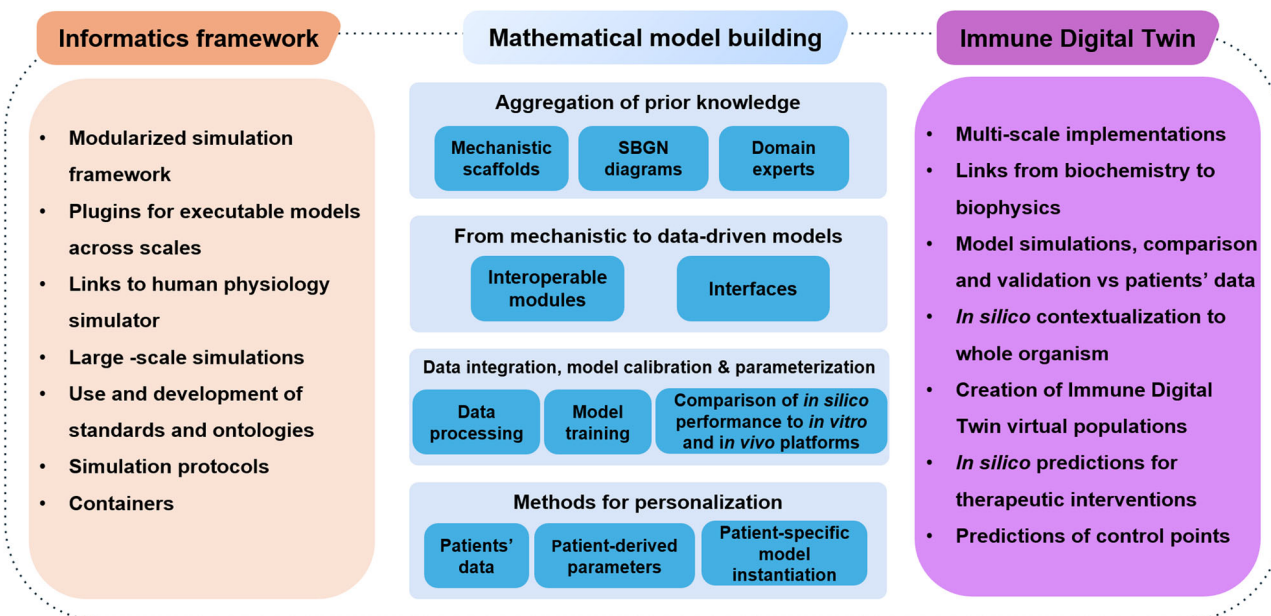 Informatics framework
• Modularized simulation
framework
• Plugins for executable models
across scales
• Links to human physiology
simulator
• Large -scale simulations
• Use and development of
standards and ontologies
• Simulation protocols
• Containers
Mathematical model building
Aggregation of prior knowledge
Mechanistic
scaffolds
SBGN
diagrams
Domain
experts
From mechanistic to data-driven models
Interoperable
modules
Interfaces
Data integration, model calibration & parameterization
Data
processing
Model
training
Comparison of in silico
performance to in vitro
and in vivo platforms
Methods for personalization
Patients’
data
Patient-derived
parameters
Patient-specific
model
instantiation
Immune Digital Twin
• Multi-scale implementations
• Links from biochemistry to
biophysics
• Model simulations, comparison
and validation vs patients’ data
• In silico contextualization to
whole organism
• Creation of Immune Digital
Twin virtual populations
• In silico predictions for
therapeutic interventions
• Predictions of control points